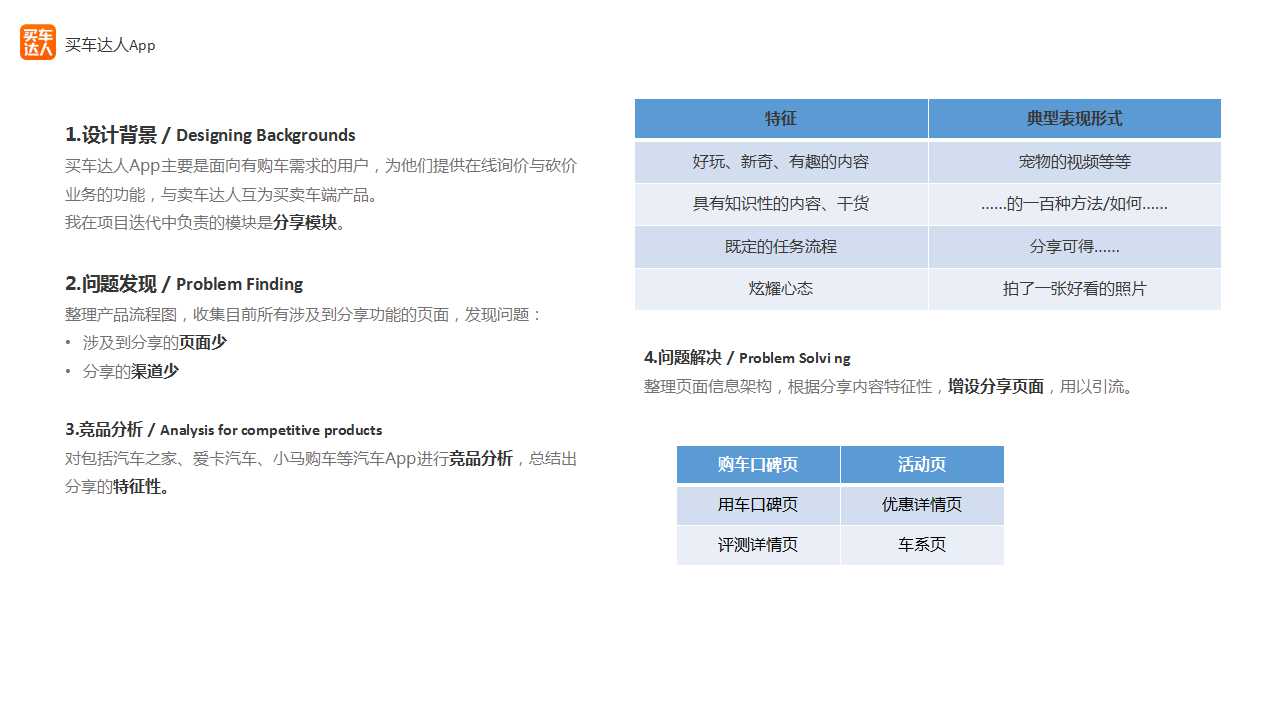 买车
达人
买车达人App
1.设计背景 / Designing Backgrounds
买车达人App主要是面向有购车需求的用户，为他们提供在线询价与砍价
业务的功能，与卖车达人互为买卖车端产品。
我在项目迭代中负责的模块是分享模块。
2.问题发现 / Problem Finding
整理产品流程图，收集目前所有涉及到分享功能的页面，发现问题：
• 涉及到分享的页面少
• 分享的渠道少
3.竞品分析 / Analysis for competitive products
对包括汽车之家、爱卡汽车、小马购车等汽车App进行竞品分析，总结出
分享的特征性。
特征 典型表现形式
好玩、新奇、有趣的内容 宠物的视频等等
具有知识性的内容、干货 ......的一百种方法/如何......
既定的任务流程 分享可得......
炫耀心态 拍了一张好看的照片
4.问题解决 / Problem Solvi ng
整理页面信息架构，根据分享内容特征性，增设分享页面，用以引流。
购车口碑页 活动页
用车口碑页 优惠详情页
评测详情页 车系页